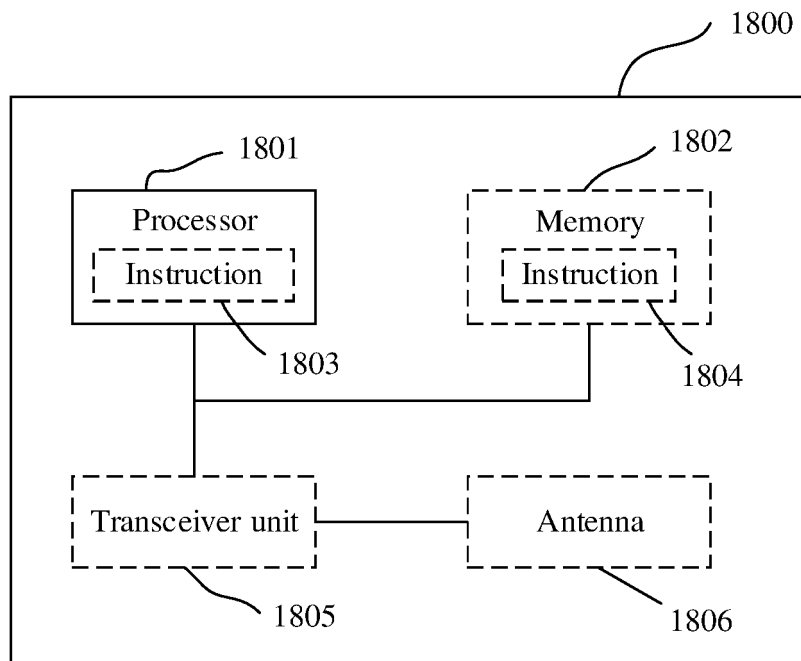 1800
1801
1802
Processor
Memory
Instruction
Instruction
1803
1804
Transceiver unit
Antenna
1805
1806